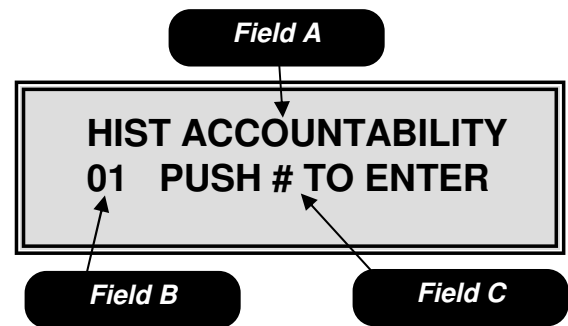 Field A
HIST ACCOUNTABILITY
01 PUSH # TO ENTER
Field B
Field C